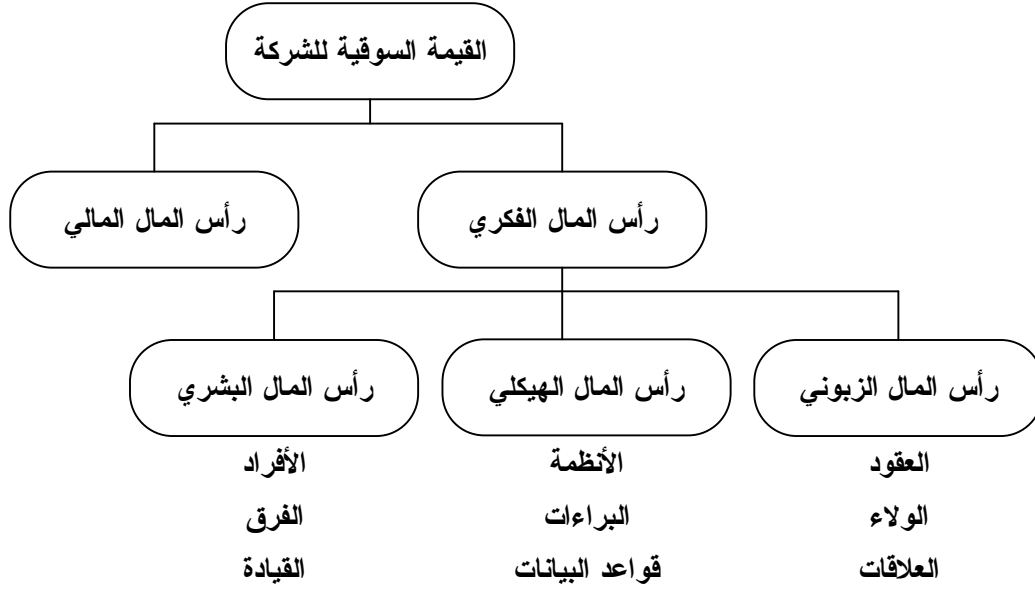 القيمة السوقية للشركة
رأس المال الفكري
رأس المال المالي
رأس المال الزبوني
رأس المال الهيكلي
رأس المال البشري
العقود
الولاء
العلاقات
الأنظمة
البراءات
قواعد البيانات
الأفراد
الفرق
القيادة